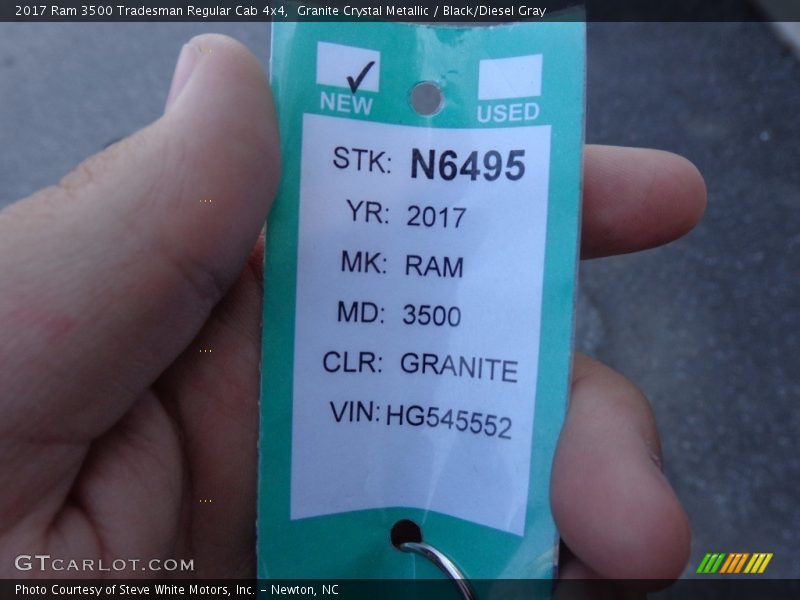 2017 Ram 3500 Tradesman Regular Cab 4x4,  Granite Crystal Metallic / Black/Diesel Gray
NEW USED
STK: N6495
YR: 2017
MK: RAM
MD: 3500
CLR: GRANITE
VIN: HG545552
GTCARLOT.COM
Photo Courtesy of Steve White Motors, Inc. – Newton, NC